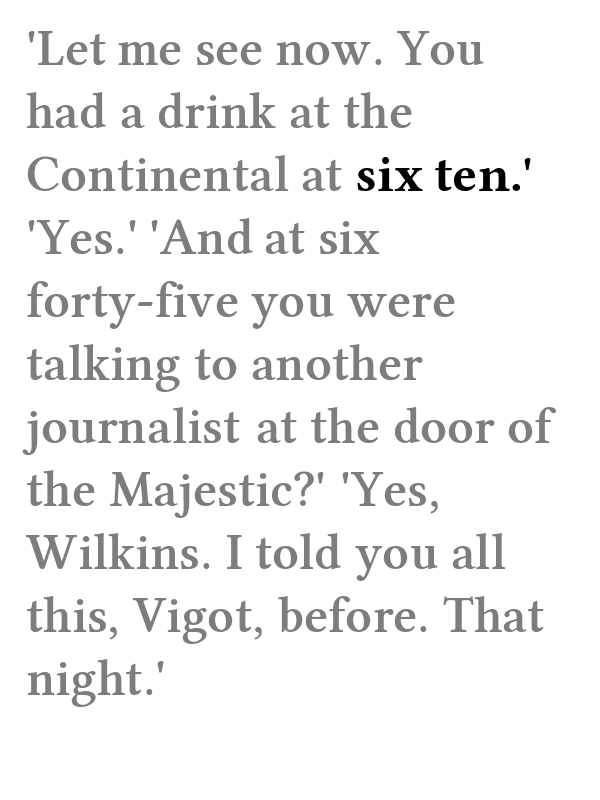 'Let me see now. You
had a drink at the
Continental at six ten.'
'Yes.' 'And at six
forty-five you were
talking to another
journalist at the door of
the Majestic?' 'Yes,
Wilkins. I told you all
this, Vigot, before. That
night.'